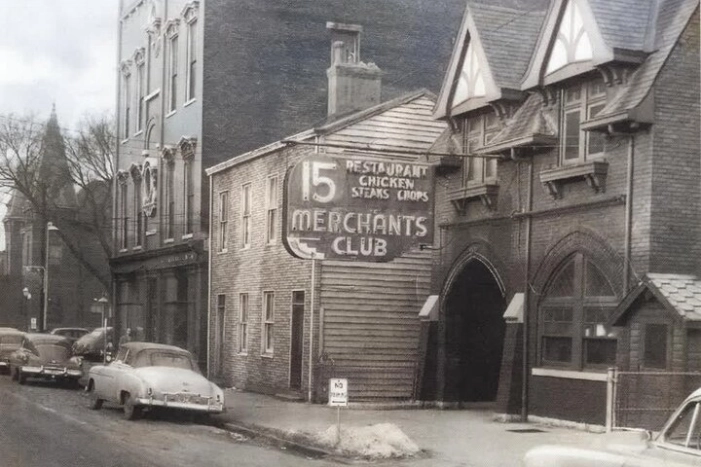 15
RESTAURANT
CHICKEN
STEAKS CHOPS
MERCHANTS
CLUB
NO